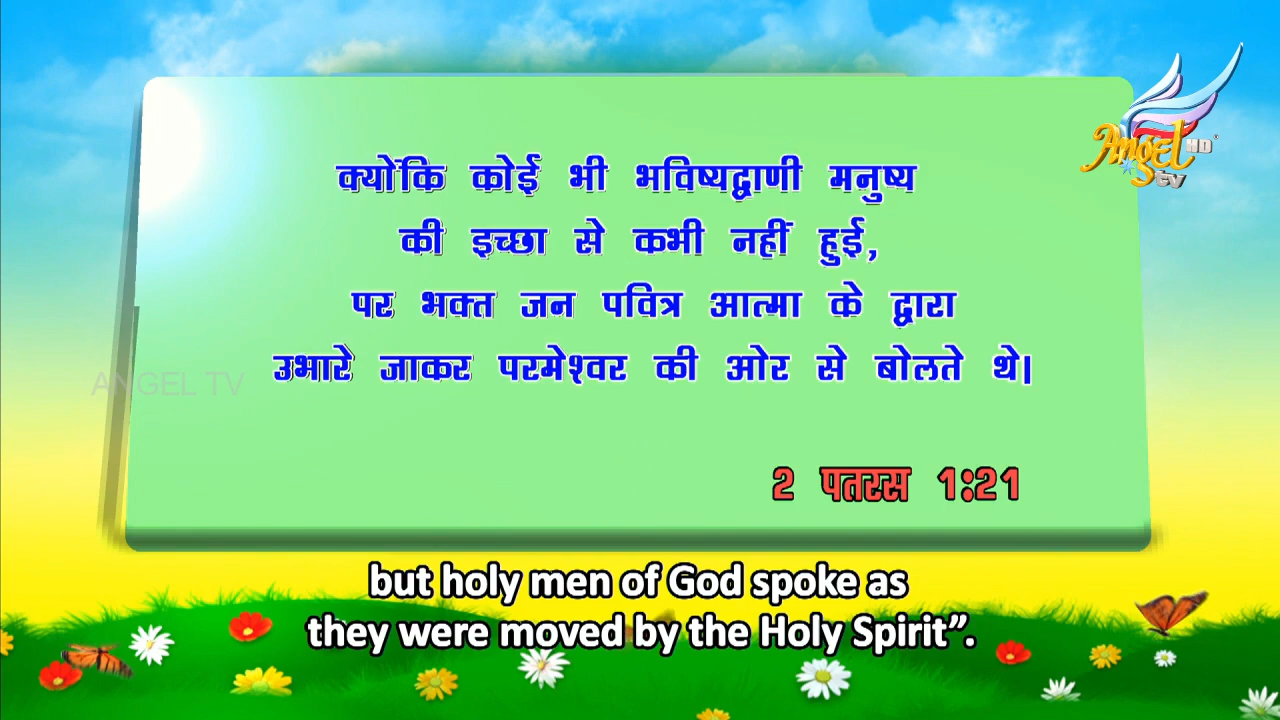 Angel HD
tv
क्योंकि कोई भी भविष्यद्वाणी मनुष्य
की इच्छा से कभी नहीं हुई,
पर भक्त जन पवित्र आत्मा के द्वारा
उभारे जाकर परमेश्वर की ओर से बोलते थे।
ANGEL TV
2 पतरस 1:21
but holy men of God spoke as
they were moved by the Holy Spirit”.